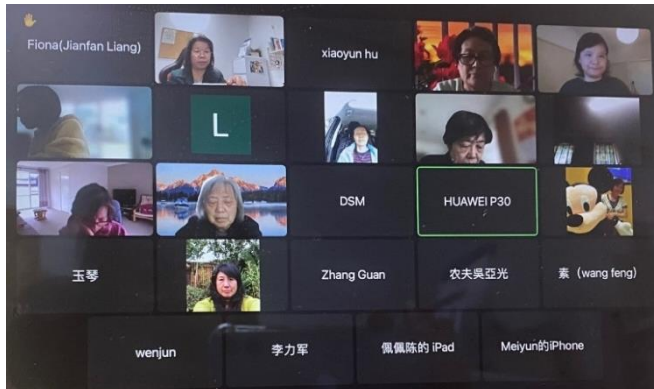 Fiona(Jianfan Liang)
xiaoyun hu
L
DSM
HUAWEI P30
玉琴
Zhang Guan
农夫吳亞光
素（wang feng）
wenjun
李力军
佩佩陈的 iPad
Meiyun的iPhone